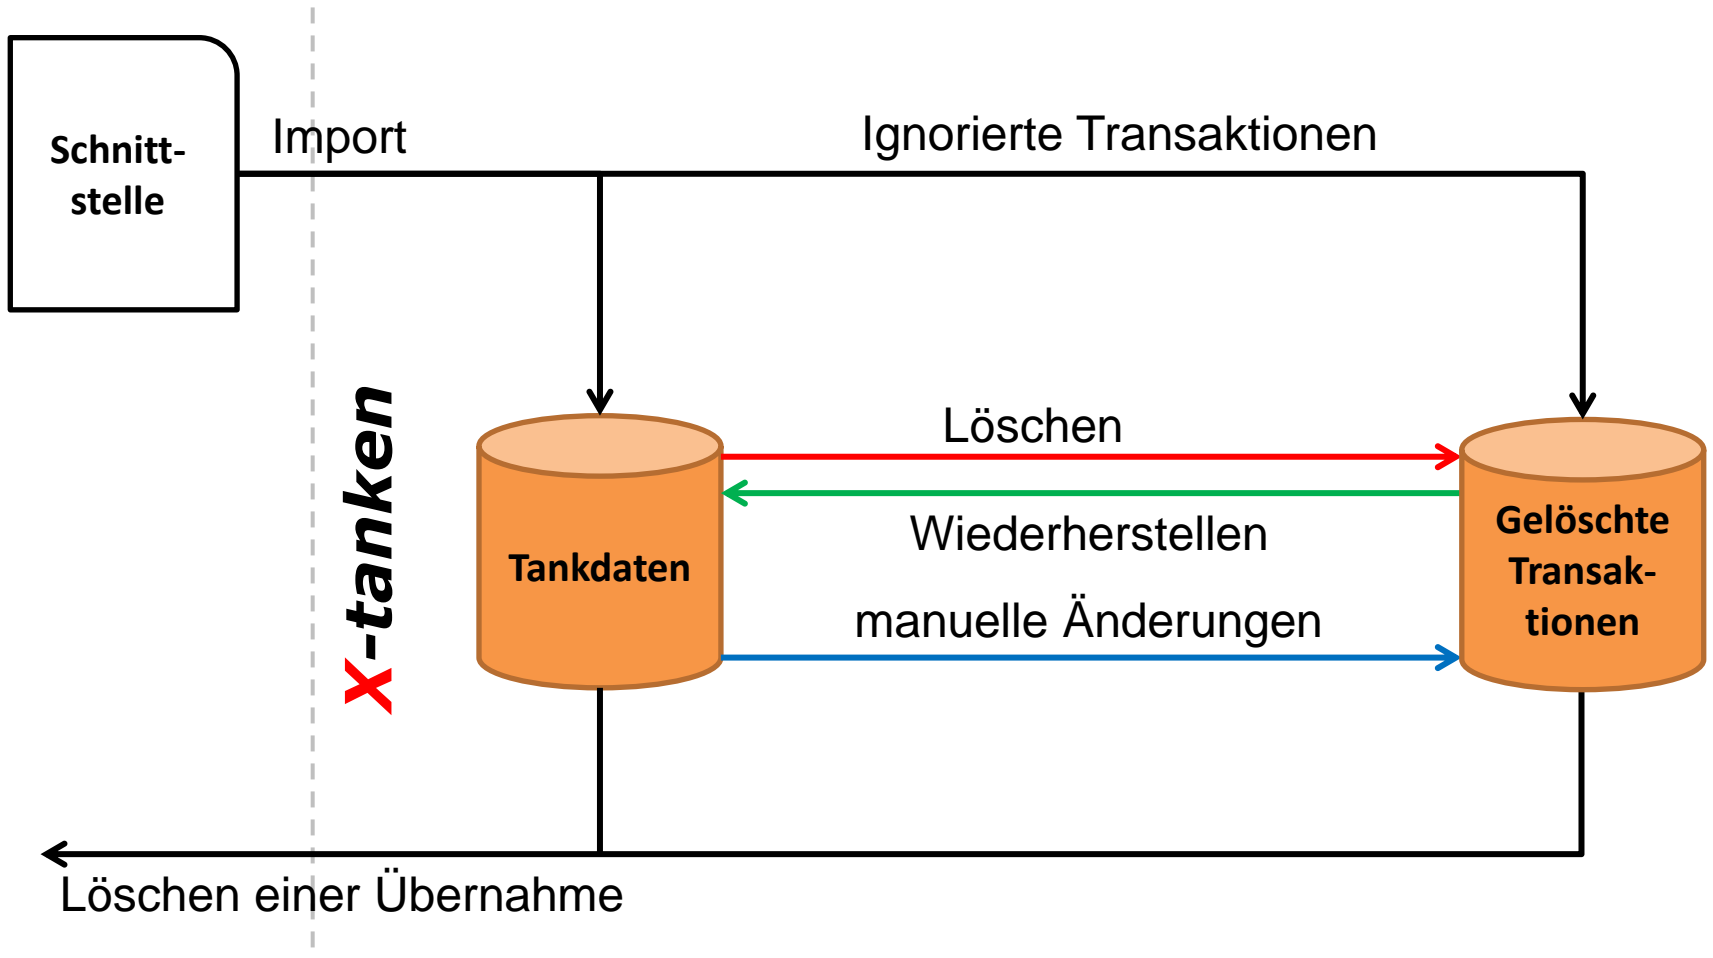 Schnitt-
stelle
Import
Ignorierte Transaktionen
x-tanken
Löschen
Wiederherstellen
manuelle Änderungen
Tankdaten
Gelöschte
Transak-
tionen
Löschen einer Übernahme